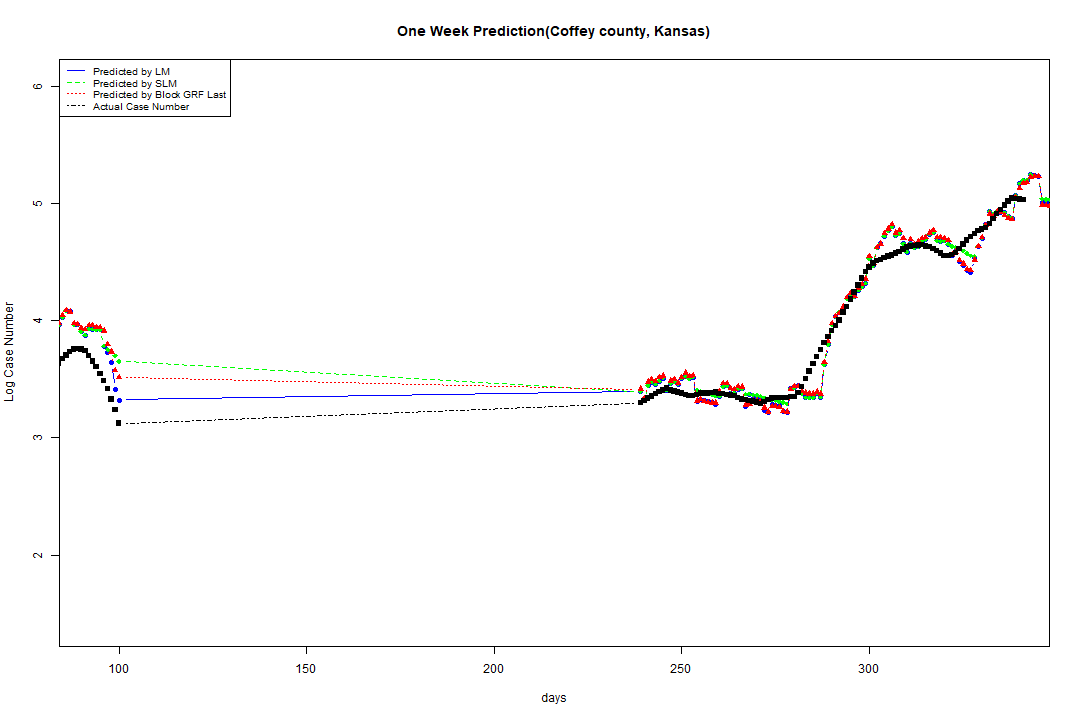 One Week Prediction(Coffey county, Kansas)
Predicted by LM
Predicted by SLM
Predicted by Block GRF Last
Actual Case Number
6
5
4
3
2
Log Case Number
100
150
200
250
300
days